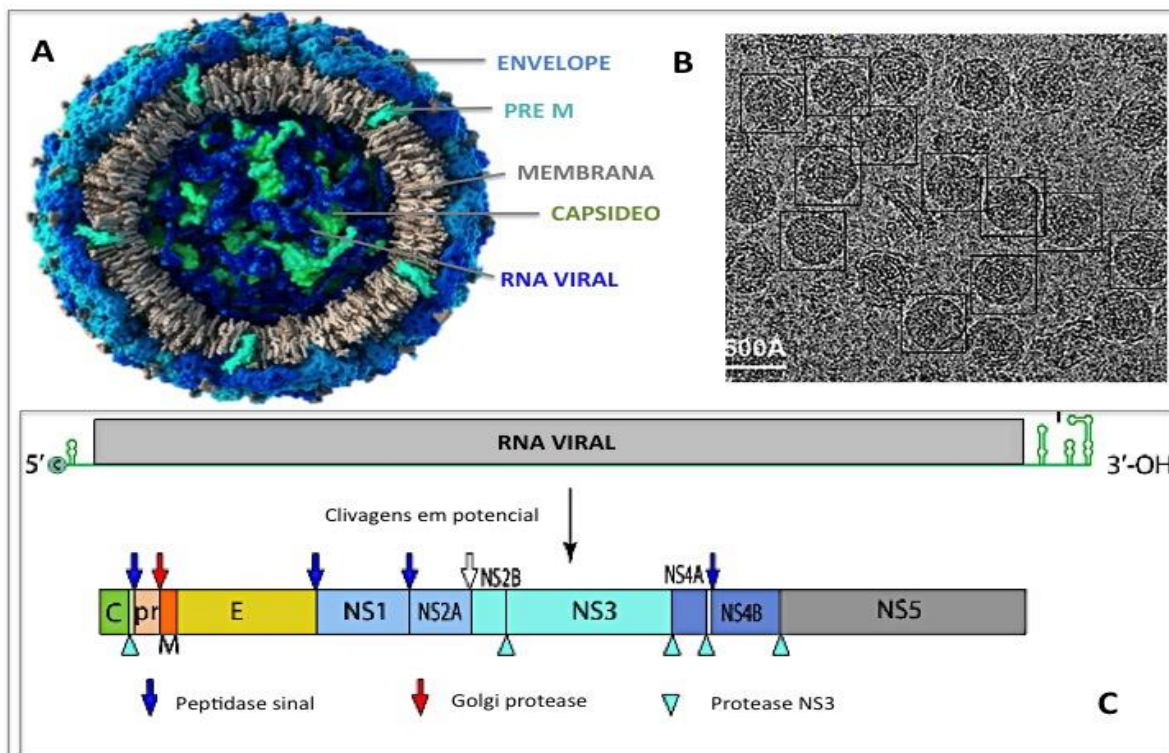 A
ENVELOPE
PRE M
MEMBRANA
CAPSIDEO
RNA VIRAL
B
500Å
RNA VIRAL
5′ C
3′-OH
Clivagens em potencial
NS2B
NS4A
C pr E NS1 NS2A NS3 NS4B NS5
M
Peptidase sinal
Golgi protease
Protease NS3
C